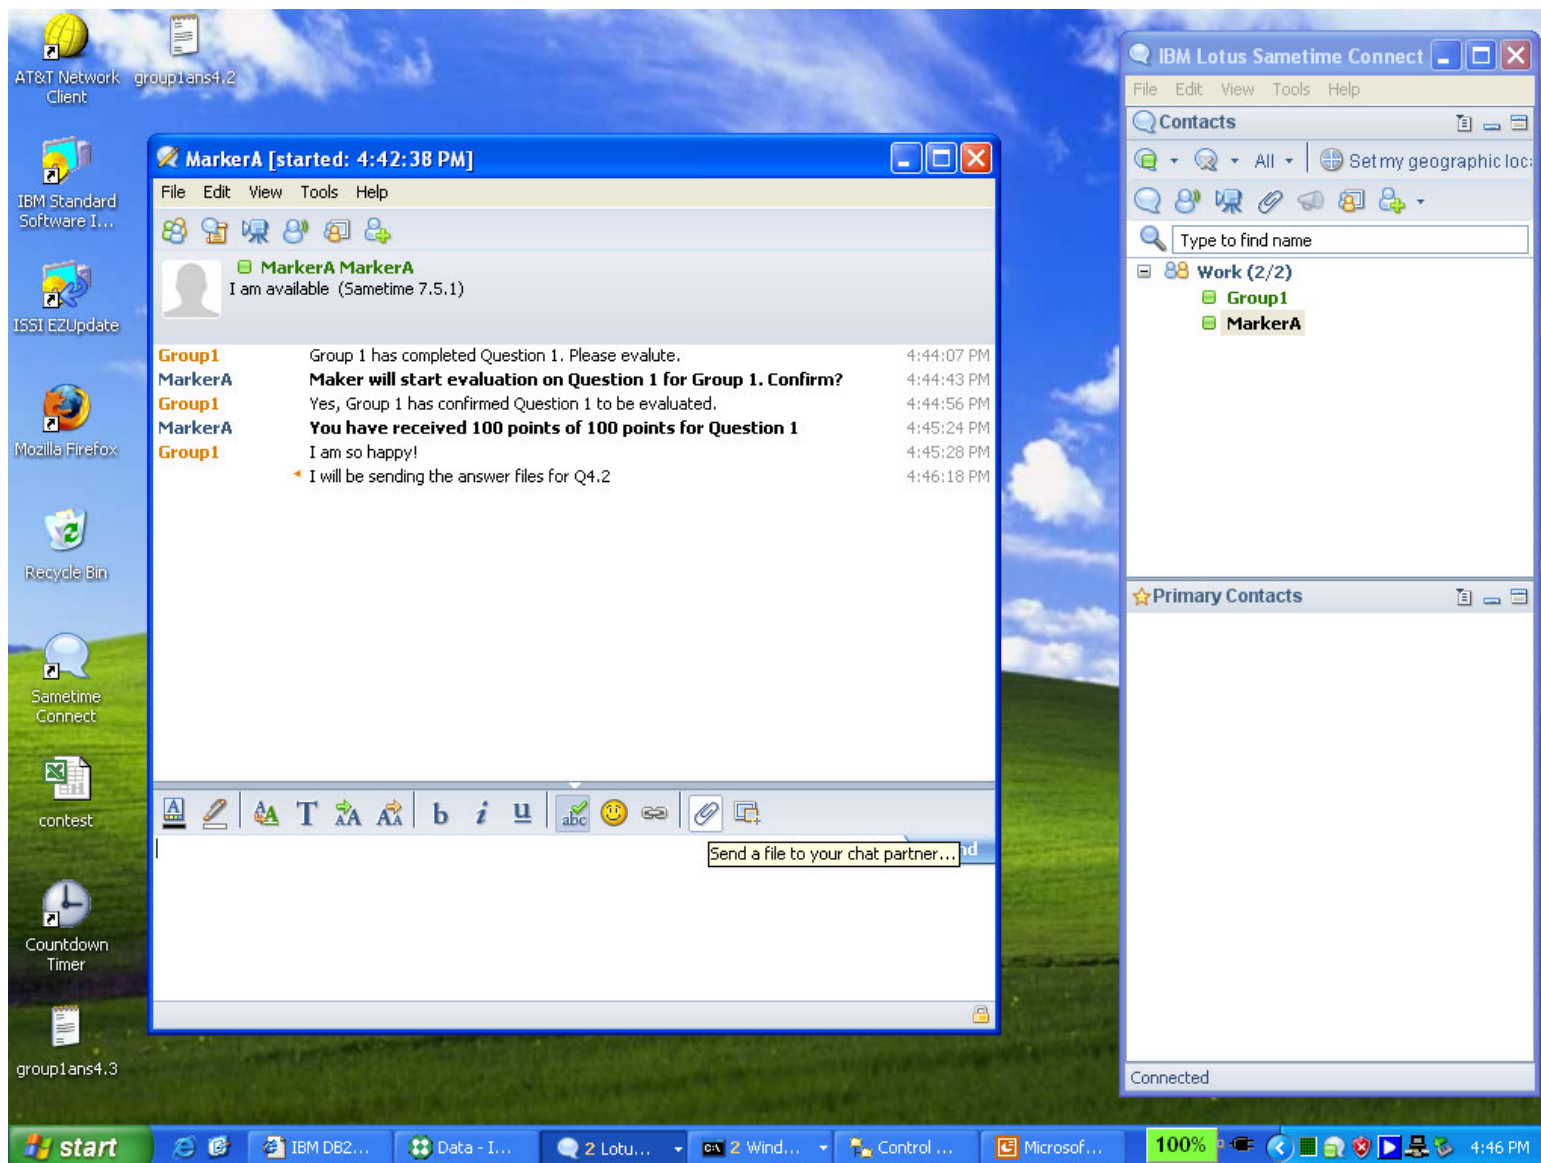 AT&T Network
Client
group1ans4.2
IBM Standard
Software I...
ISSI EZUpdate
Mozilla Firefox
Recycle Bin
Sametime
Connect
contest
Countdown
Timer
group1ans4.3
MarkerA [started: 4:42:38 PM]
File Edit View Tools Help
MarkerA MarkerA
I am available (Sametime 7.5.1)
Group1 Group 1 has completed Question 1. Please evalute. 4:44:07 PM
MarkerA Maker will start evaluation on Question 1 for Group 1. Confirm? 4:44:43 PM
Group1 Yes, Group 1 has confirmed Question 1 to be evaluated. 4:44:56 PM
MarkerA You have received 100 points of 100 points for Question 1 4:45:24 PM
Group1 I am so happy! 4:45:28 PM
I will be sending the answer files for Q4.2 4:46:18 PM
A AA T AA AA b i u abc
Send a file to your chat partner... nd
IBM Lotus Sametime Connect
File Edit View Tools Help
Contacts
All Set my geographic loc
Type to find name
Work (2/2)
Group1
MarkerA
Primary Contacts
Connected
start IBM DB2... Data - I... 2 Lotu... C:\ 2 Wind... Control ... Microsof... 100% 4:46 PM